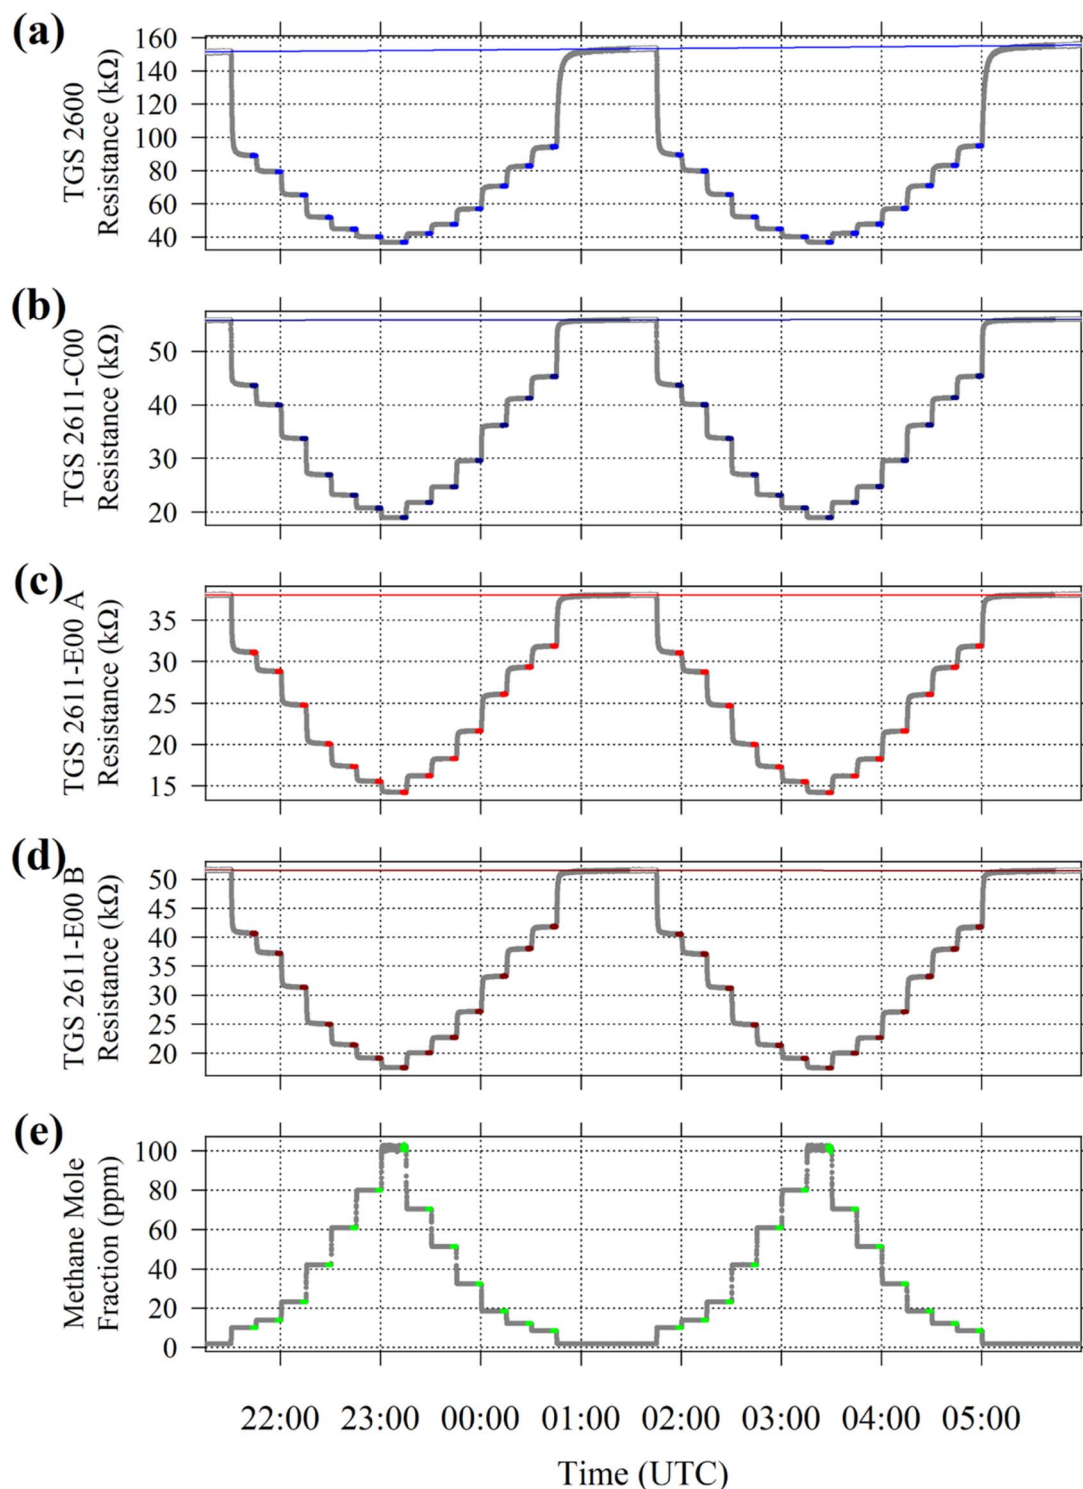 (a)
TGS 2600
Resistance (kΩ)
160
140
120
100
80
60
40
(b)
TGS 2611-C00
Resistance (kΩ)
50
40
30
20
(c)
TGS 2611-E00 A
Resistance (kΩ)
35
30
25
20
15
(d)
TGS 2611-E00 B
Resistance (kΩ)
50
45
40
35
30
25
20
(e)
Methane Mole
Fraction (ppm)
100
80
60
40
20
0
22:00 23:00 00:00 01:00 02:00 03:00 04:00 05:00
Time (UTC)